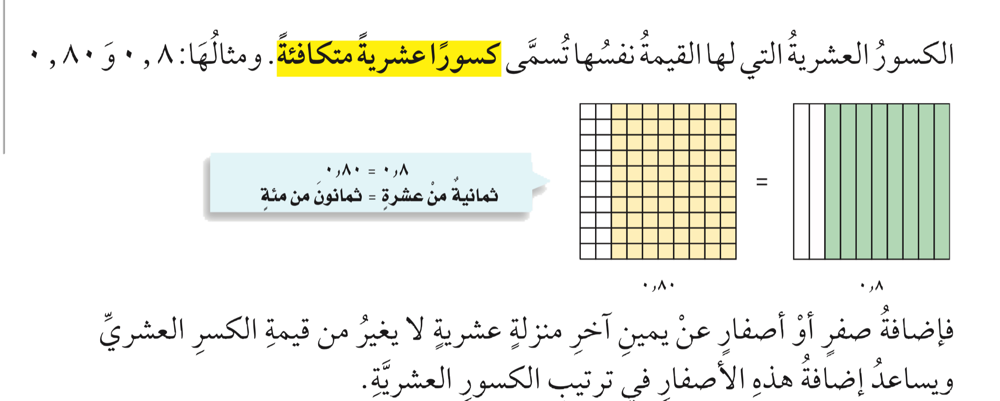 الكسورُ العشريةُ التي لها القيمةُ نفسُها تُسمَّى كسورًا عشريةً متكافئةً. ومثالُهَا: ٠,٨ وَ ٠,٨٠
=
٠,٨ = ٠,٨٠
ثمانيةٌ منْ عشرةٍ = ثمانونَ من مئةٍ
٠,٨
٠,٨٠
فإضافةُ صفرٍ أوْ أصفارٍ عنْ يمينِ آخرِ منزلةٍ عشريةٍ لا يغيرُ من قيمةِ الكسرِ العشريِّ
ويساعدُ إضافةُ هذهِ الأصفارِ في ترتيبِ الكسورِ العشريَّةِ.